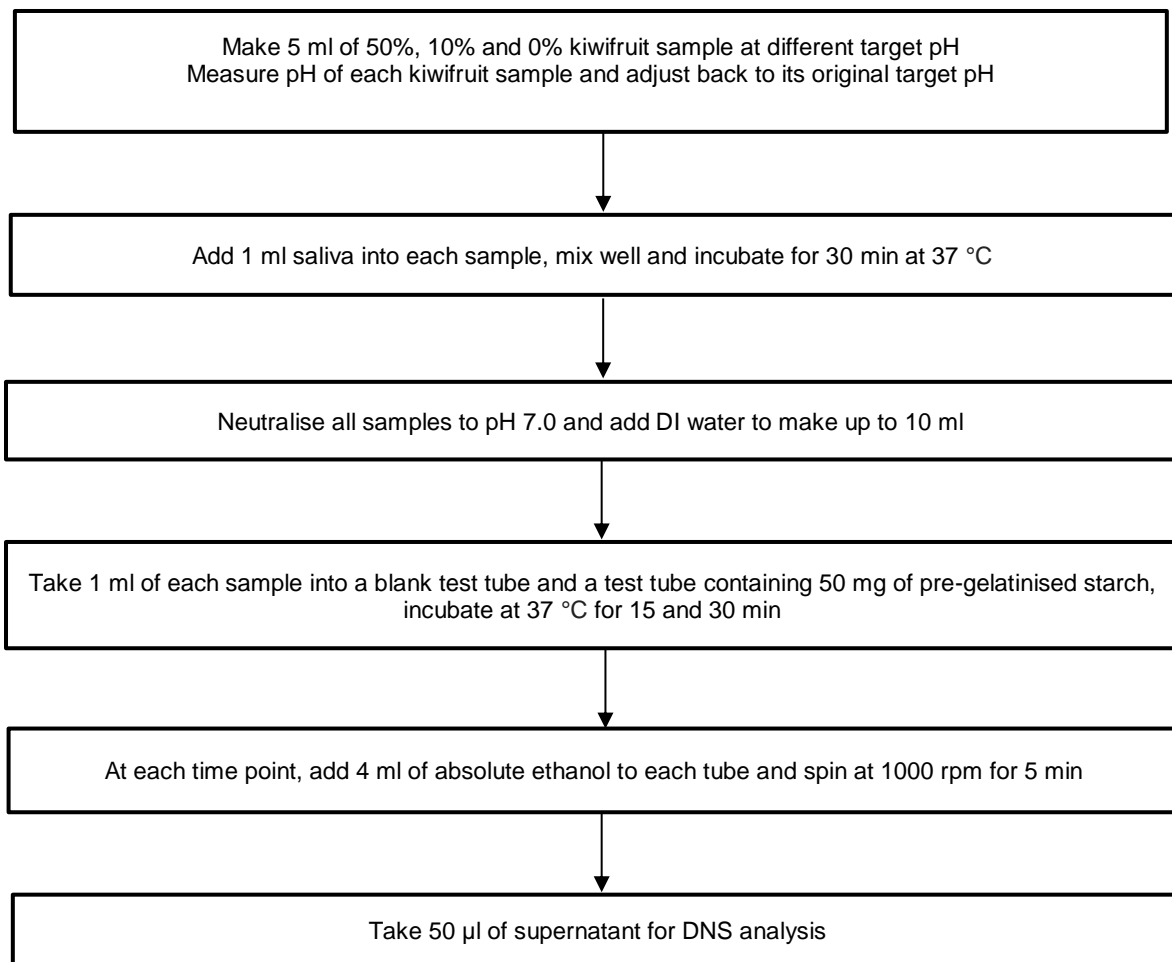 Make 5 ml of 50%, 10% and 0% kiwifruit sample at different target pH
Measure pH of each kiwifruit sample and adjust back to its original target pH
Add 1 ml saliva into each sample, mix well and incubate for 30 min at 37 °C
Neutralise all samples to pH 7.0 and add DI water to make up to 10 ml
Take 1 ml of each sample into a blank test tube and a test tube containing 50 mg of pre-gelatinised starch,
incubate at 37 °C for 15 and 30 min
At each time point, add 4 ml of absolute ethanol to each tube and spin at 1000 rpm for 5 min
Take 50 µl of supernatant for DNS analysis